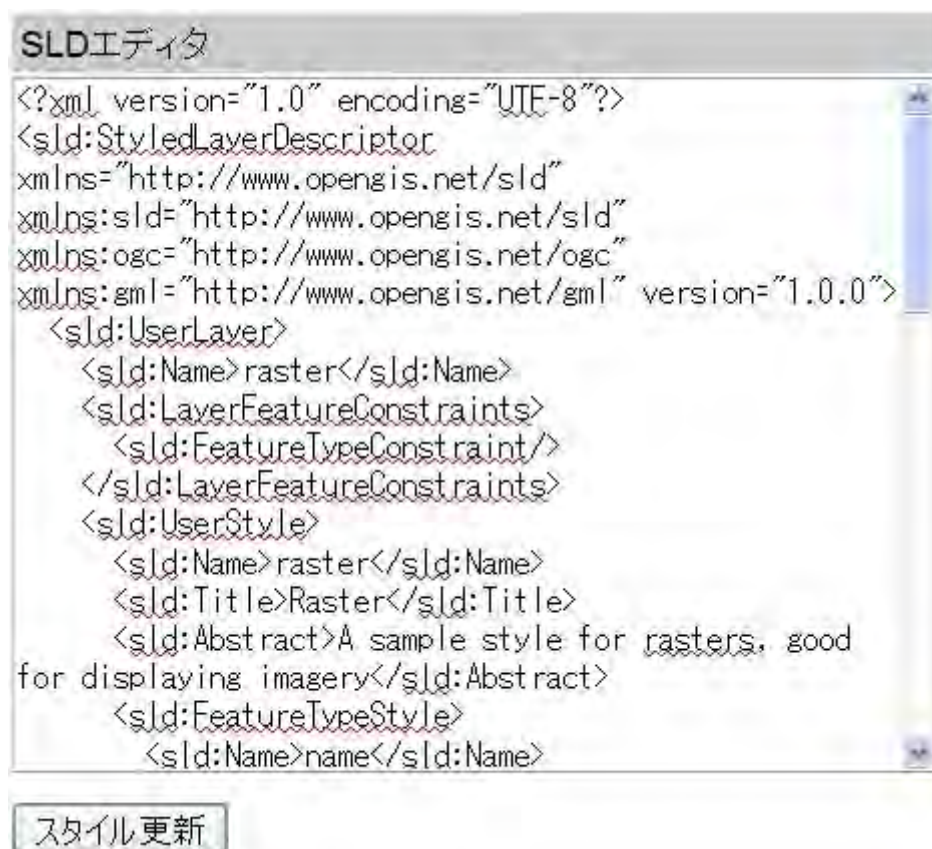 SLDエディタ
<?xml version="1.0" encoding="UTF-8"?>
<sld:StyledLayerDescriptor
xmlns="http://www.opengis.net/sld"
xmlns:sld="http://www.opengis.net/sld"
xmlns:ogc="http://www.opengis.net/ogc"
xmlns:gml="http://www.opengis.net/gml" version="1.0.0">
<sld:UserLayer>
<sld:Name>raster</sld:Name>
<sld:LayerFeatureConstraints>
<sld:FeatureTypeConstraint/>
</sld:LayerFeatureConstraints>
<sld:UserStyle>
<sld:Name>raster</sld:Name>
<sld:Title>Raster</sld:Title>
<sld:Abstract>A sample style for rasters, good
for displaying imagery</sld:Abstract>
<sld:FeatureTypeStyle>
<sld:Name>name</sld:Name>
スタイル更新